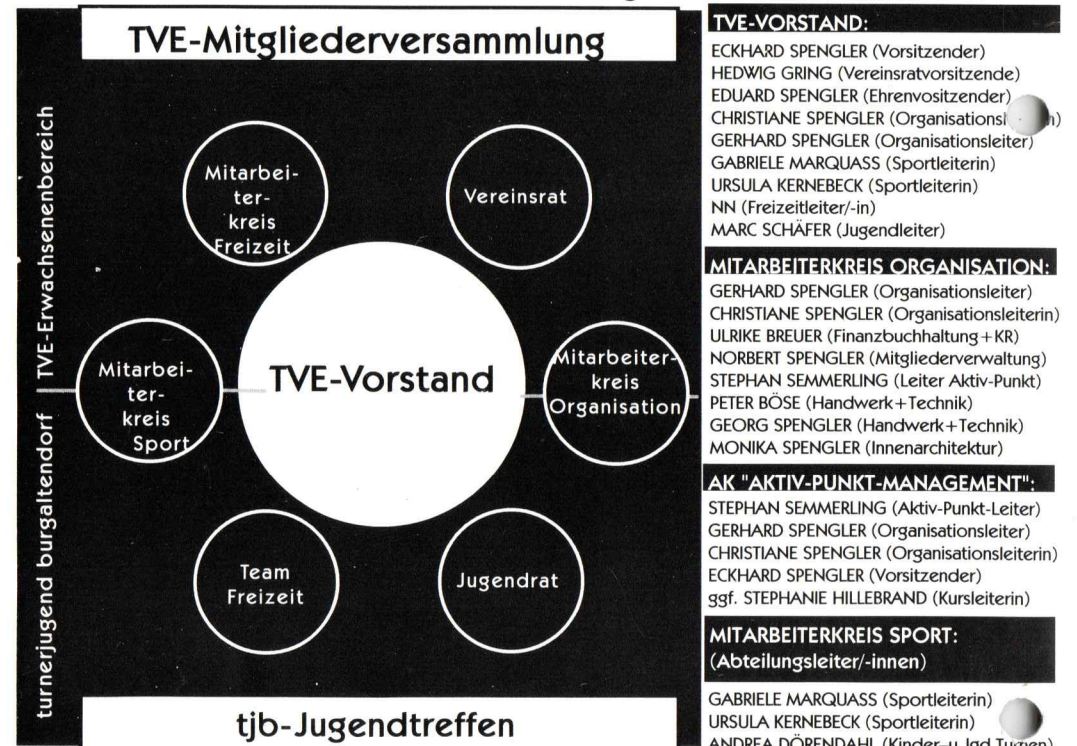 TVE-Mitgliederversammlung
TVE-Erwachsenenbereich
turnerjugend burgaltendorf
Mitarbei-
ter-
kreis
Freizeit
Vereinsrat
Mitarbei-
ter-
kreis
Sport
TVE-Vorstand
Mitarbeiter-
kreis
Organisation
Team
Freizeit
Jugendrat
tjb-Jugendtreffen
TVE-VORSTAND:
ECKHARD SPENGLER (Vorsitzender)
HEDWIG GRING (Vereinsratvorsitzende)
EDUARD SPENGLER (Ehrenvositzender)
CHRISTIANE SPENGLER
GERHARD SPENGLER (Organisationsleiter)
GABRIELE MARQUASS (Sportleiterin)
URSULA KERNEBECK (Sportleiterin)
NN (Freizeitleiter/-in)
MARC SCHÄFER (Jugendleiter)
MITARBEITERKREIS ORGANISATION:
GERHARD SPENGLER (Organisationsleiter)
CHRISTIANE SPENGLER (Organisationsleiterin)
ULRIKE BREUER (Finanzbuchhaltung+KR)
NORBERT SPENGLER (Mitgliederverwaltung)
STEPHAN SEMMERLING (Leiter Aktiv-Punkt)
PETER BÖSE (Handwerk+Technik)
GEORG SPENGLER (Handwerk+Technik)
MONIKA SPENGLER (Innenarchitektur)
AK "AKTIV-PUNKT-MANAGEMENT":
STEPHAN SEMMERLING (Aktiv-Punkt-Leiter)
GERHARD SPENGLER (Organisationsleiter)
CHRISTIANE SPENGLER (Organisationsleiterin)
ECKHARD SPENGLER (Vorsitzender)
ggf. STEPHANIE HILLEBRAND (Kursleiterin)
MITARBEITERKREIS SPORT:
(Abteilungsleiter/-innen)
GABRIELE MARQUASS (Sportleiterin)
URSULA KERNEBECK (Sportleiterin)
ANDREA DÖRENDAHL (Kinder-u.Jgd.Turnen)